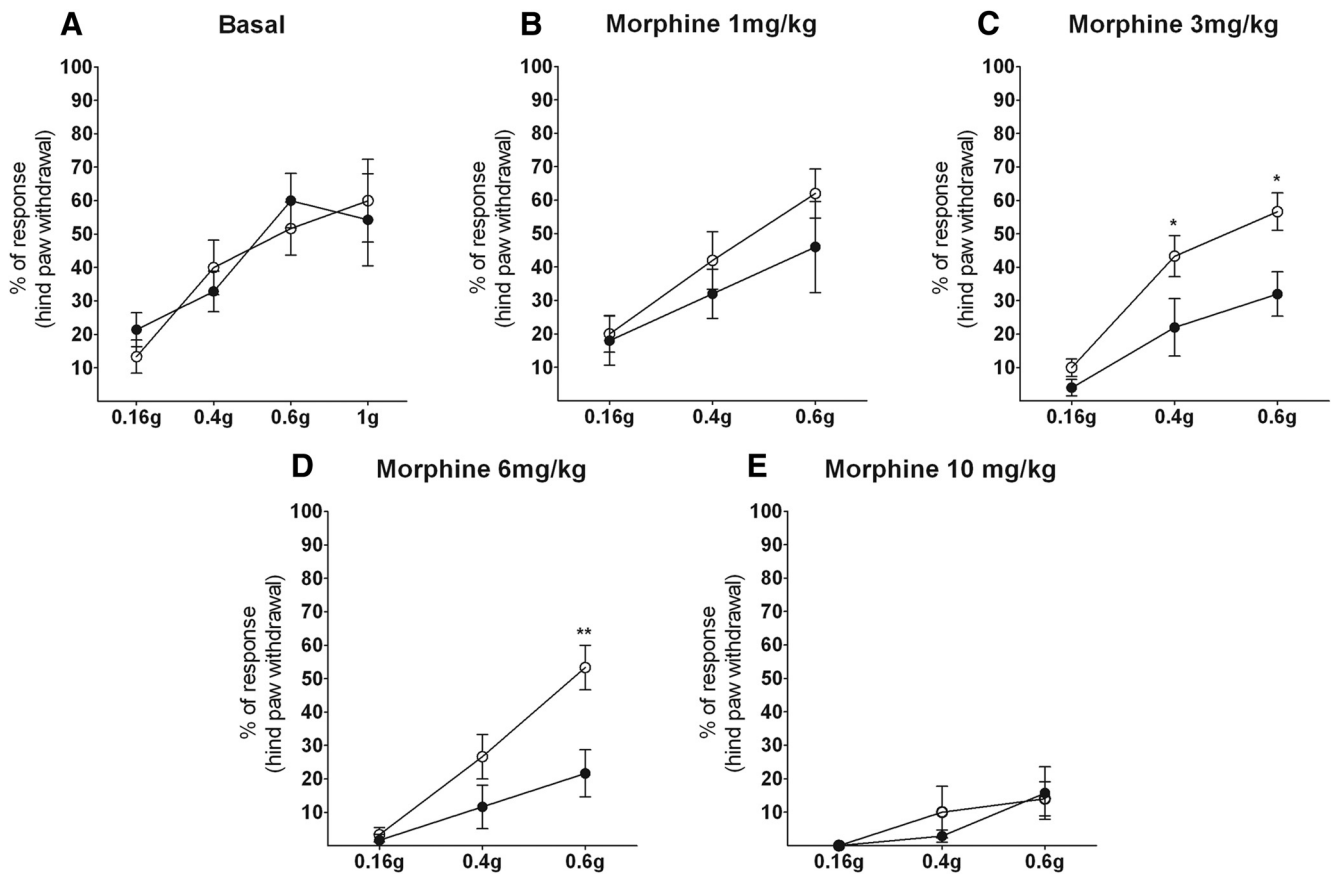 A Basal
% of response
(hind paw withdrawal)
100
90
80
70
60
50
40
30
20
10
0.16g 0.4g 0.6g 1g
B Morphine 1mg/kg
% of response
(hind paw withdrawal)
100
90
80
70
60
50
40
30
20
10
0.16g 0.4g 0.6g
C Morphine 3mg/kg
% of response
(hind paw withdrawal)
100
90
80
70
60
50
40
30
20
10
* *
0.16g 0.4g 0.6g
D Morphine 6mg/kg
% of response
(hind paw withdrawal)
100
90
80
70
60
50
40
30
20
10
**
0.16g 0.4g 0.6g
E Morphine 10 mg/kg
% of response
(hind paw withdrawal)
100
90
80
70
60
50
40
30
20
10
0.16g 0.4g 0.6g